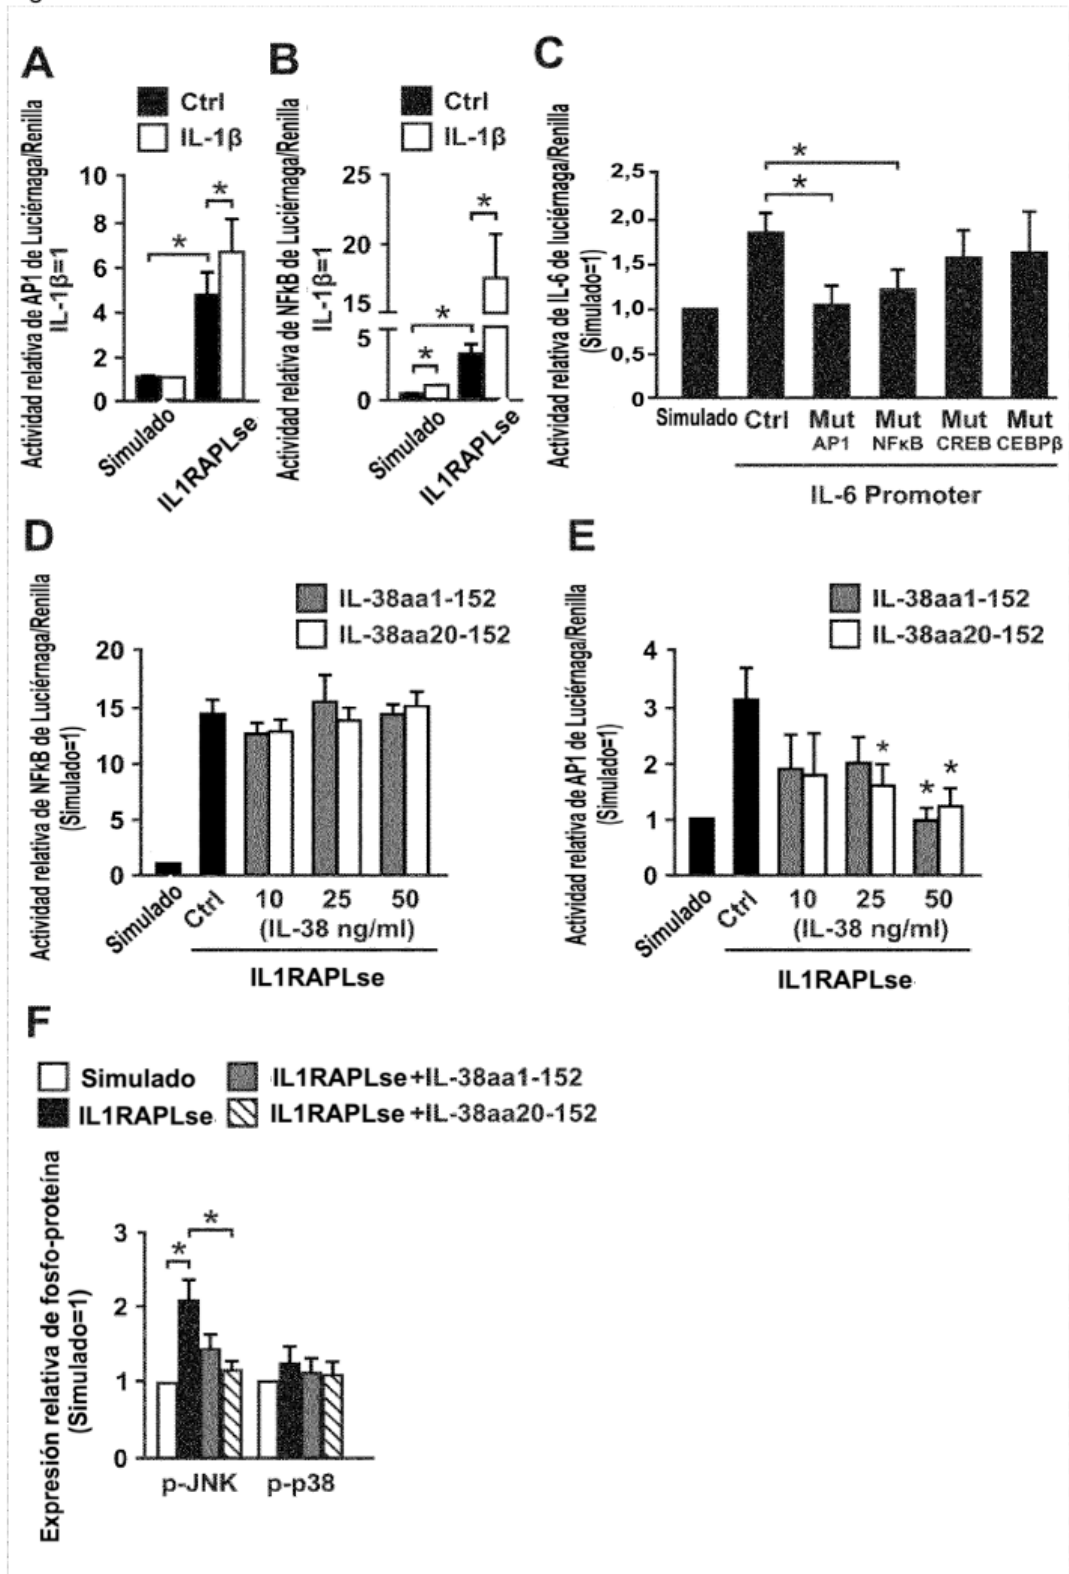 A
Actividad relativa de AP1 de Luciérnaga/Renilla
IL-1β=1
Ctrl
IL-1β
10
8
6
4
2
0
*
*
Simulado
IL1RAPLse
B
Actividad relativa de NFkB de Luciérnaga/Renilla
IL-1β=1
Ctrl
IL-1β
25
20
15
5
0
*
*
*
Simulado
IL1RAPLse
C
Actividad relativa de IL-6 de luciérnaga/Renilla
(Simulado=1)
2,5
2,0
1,5
1,0
0,5
0
*
*
Simulado Ctrl Mut Mut Mut Mut
AP1 NFκB CREB CEBPβ
IL-6 Promoter
D
Actividad relativa de NFkB de Luciérnaga/Renilla
(Simulado=1)
IL-38aa1-152
IL-38aa20-152
20
15
10
5
0
Simulado Ctrl 10 25 50
(IL-38 ng/ml)
IL1RAPLse
E
Actividad relativa de AP1 de Luciérnaga/Renilla
(Simulado=1)
IL-38aa1-152
IL-38aa20-152
4
3
2
1
0
*
*
*
Simulado Ctrl 10 25 50
(IL-38 ng/ml)
IL1RAPLse
F
Simulado IL1RAPLse+IL-38aa1-152
IL1RAPLse IL1RAPLse+IL-38aa20-152
Expresión relativa de fosfo-proteína
(Simulado=1)
3
2
1
0
*
*
p-JNK p-p38